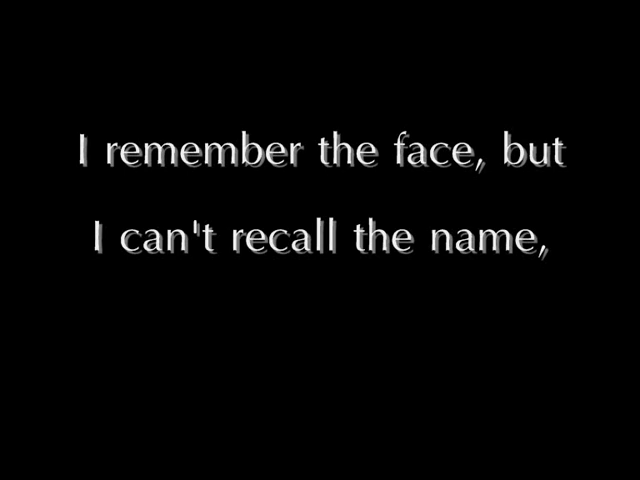 I remember the face, but
I can't recall the name,